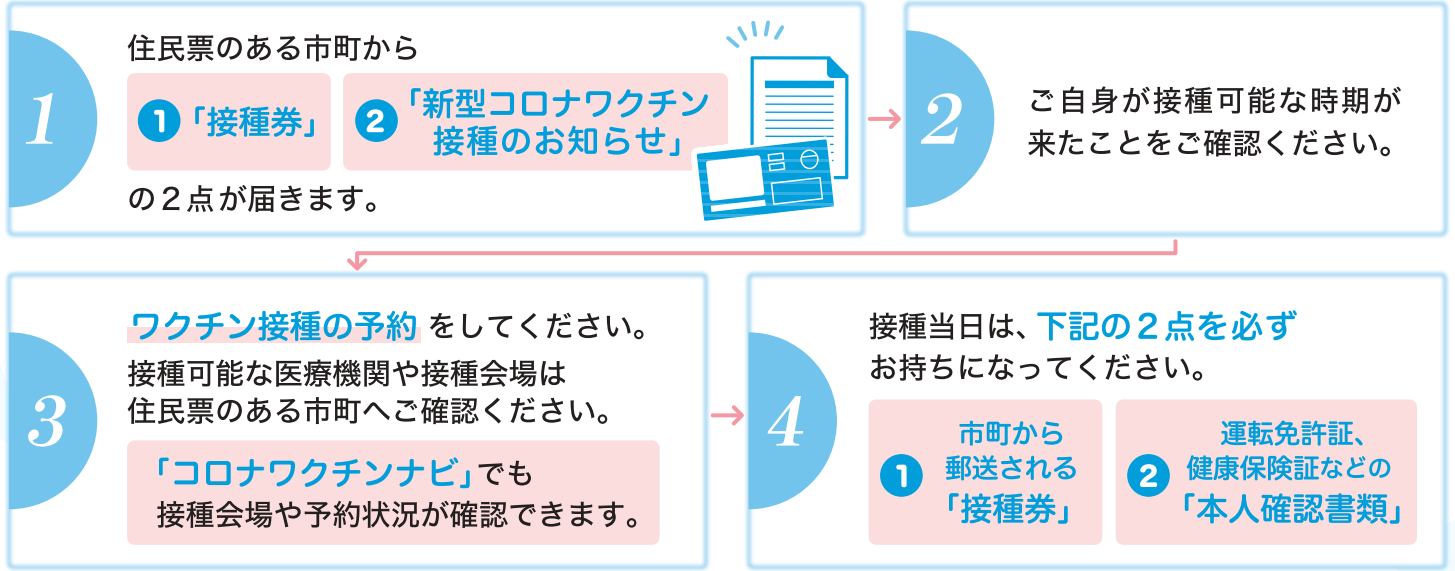 1
住民票のある市町から
1「接種券」
2「新型コロナワクチン
接種のお知らせ」
の2点が届きます。
2
ご自身が接種可能な時期が
来たことをご確認ください。
3
ワクチン接種の予約 をしてください。
接種可能な医療機関や接種会場は
住民票のある市町へご確認ください。
「コロナワクチンナビ」でも
接種会場や予約状況が確認できます。
4
接種当日は、下記の2点を必ず
お持ちになってください。
1
市町から
郵送される
「接種券」
2
運転免許証、
健康保険証などの
「本人確認書類」